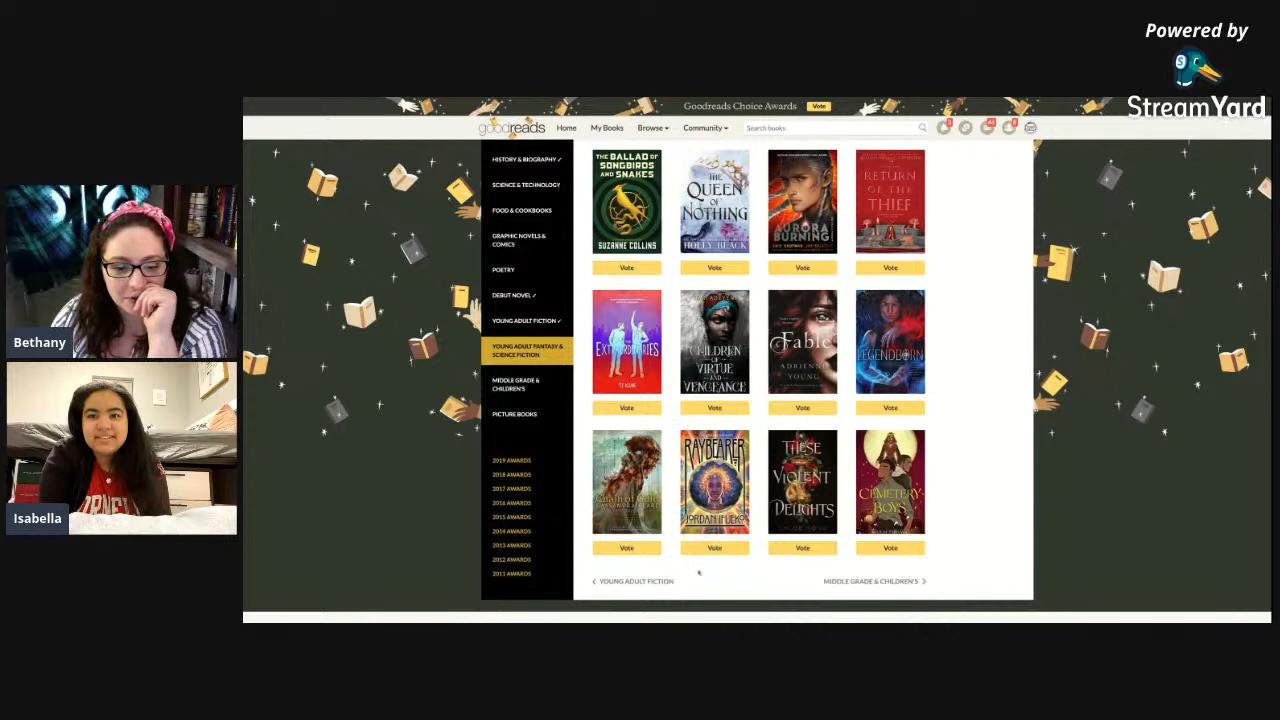 Powered by
StreamYard
Goodreads Choice Awards
Vote
goodreads
Home
My Books
Browse
Community
Search books
HISTORY & BIOGRAPHY ✓
SCIENCE & TECHNOLOGY
FOOD & COOKBOOKS
GRAPHIC NOVELS &
COMICS
POETRY
DEBUT NOVEL ✓
YOUNG ADULT FICTION ✓
YOUNG ADULT FANTASY &
SCIENCE FICTION
MIDDLE GRADE &
CHILDREN'S
PICTURE BOOKS
2019 AWARDS
2018 AWARDS
2017 AWARDS
2016 AWARDS
2015 AWARDS
2014 AWARDS
2013 AWARDS
2012 AWARDS
2011 AWARDS
THE BALLAD OF
SONGBIRDS
AND SNAKES
SUZANNE COLLINS
THE
QUEEN
OF
NOTHING
HOLLY BLACK
AURORA
BURNING
RETURN
OF THE
THIEF
Vote
Vote
Vote
Vote
THE
EXTRAORDINARIES
TJ KLUNE
CHILDREN
OF
VIRTUE
AND
VENGEANCE
Fable
ADRIENNE
YOUNG
LEGENDBORN
Vote
Vote
Vote
Vote
Chain of Gold
CASSANDRA CLARE
RAYBEARER
JORDAN IFUEKO
THESE
VIOLENT
DELIGHTS
CHLOE GONG
CEMETERY
BOYS
Vote
Vote
Vote
Vote
YOUNG ADULT FICTION
MIDDLE GRADE & CHILDREN'S
Bethany
Isabella